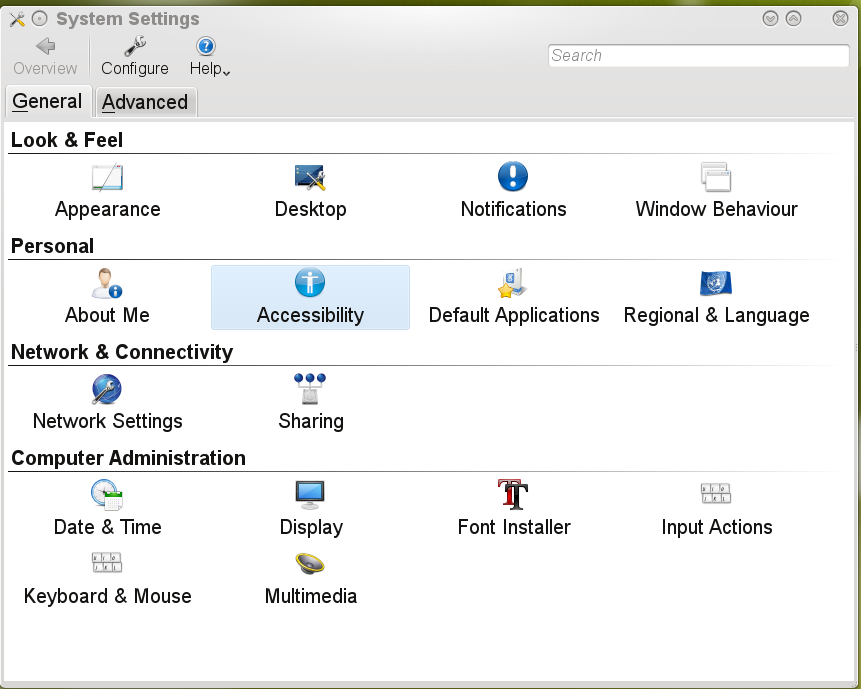 System Settings
Overview Configure Help
Search
General Advanced
Look & Feel
Appearance Desktop Notifications Window Behaviour
Personal
About Me Accessibility Default Applications Regional & Language
Network & Connectivity
Network Settings Sharing
Computer Administration
Date & Time Display Font Installer Input Actions
Keyboard & Mouse Multimedia